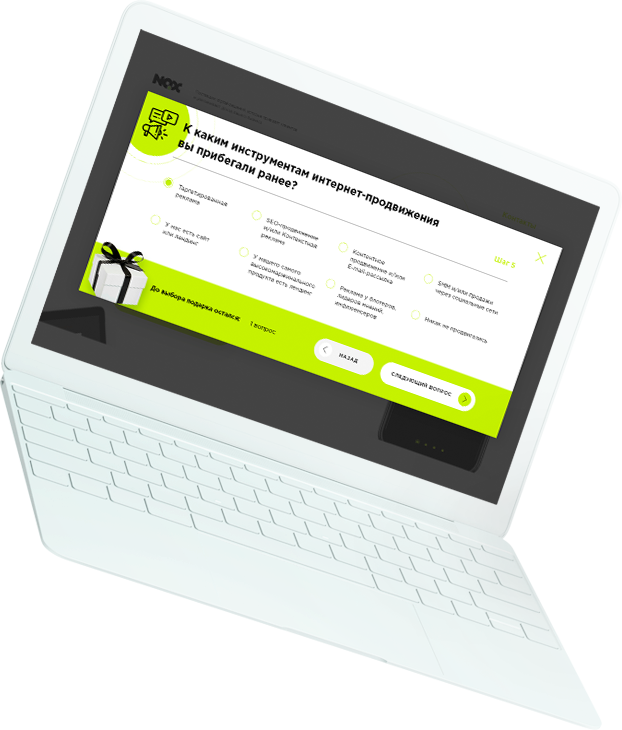 NOX
К каким инструментам интернет-продвижения
вы прибегали ранее?
Шаг 5
Таргетированная
реклама
SEO-продвижение
и/или Контекстная
реклама
Контентное
продвижение и/или
E-mail-рассылка
SMM и/или продажи
через социальные сети
У нас есть сайт
или лендинг
У нашего самого
высокомаржинального
продукта есть лендинг
Реклама у блогеров,
лидеров мнений,
инфлюенсеров
Никак не продвигались
До выбора подарка остался:
1 вопрос
НАЗАД
СЛЕДУЮЩИЙ ВОПРОС